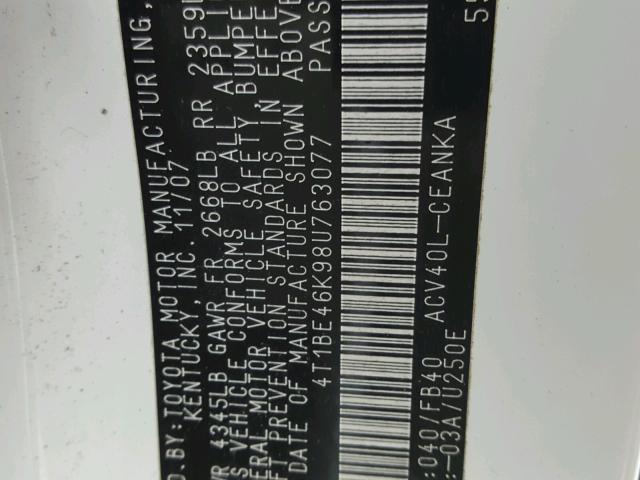 D.BY:TOYOTA MOTOR MANUFACTURING,
KENTUCKY, INC. 11/07
WR 4345LB GAWR FR 2668LB RR 2359
S VEHICLE CONFORMS TO ALL APPLI
ERAL MOTOR VEHICLE SAFETY, BUMPE
FT PREVENTION STANDARDS IN EFFE
DATE OF MANUFACTURE SHOWN ABOVE
4T1BE46K98U763077 PASS
:040/FB40 ACV40L-CEANKA
:-03A/U250E